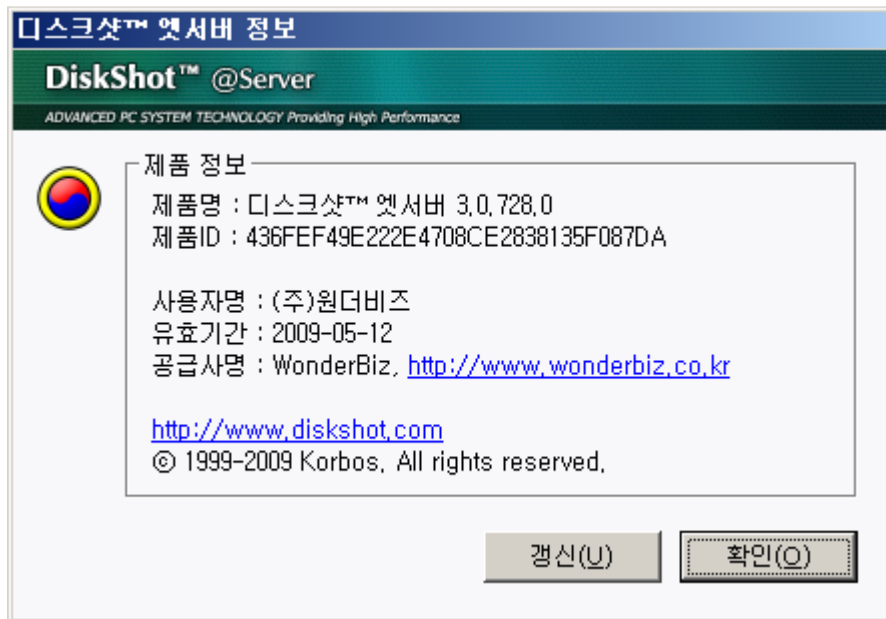 디스크샷™ 엣서버 정보
DiskShot™ @Server
ADVANCED PC SYSTEM TECHNOLOGY Providing High Performance
제품 정보
제품명 : 디스크샷™ 엣서버 3.0.728.0
제품ID : 436FEF49E222E4708CE2838135F087DA
사용자명 : (주)원더비즈
유효기간 : 2009-05-12
공급사명 : WonderBiz, http://www.wonderbiz.co.kr
http://www.diskshot.com
© 1999-2009 Korbos, All rights reserved.
갱신(U) 확인(O)